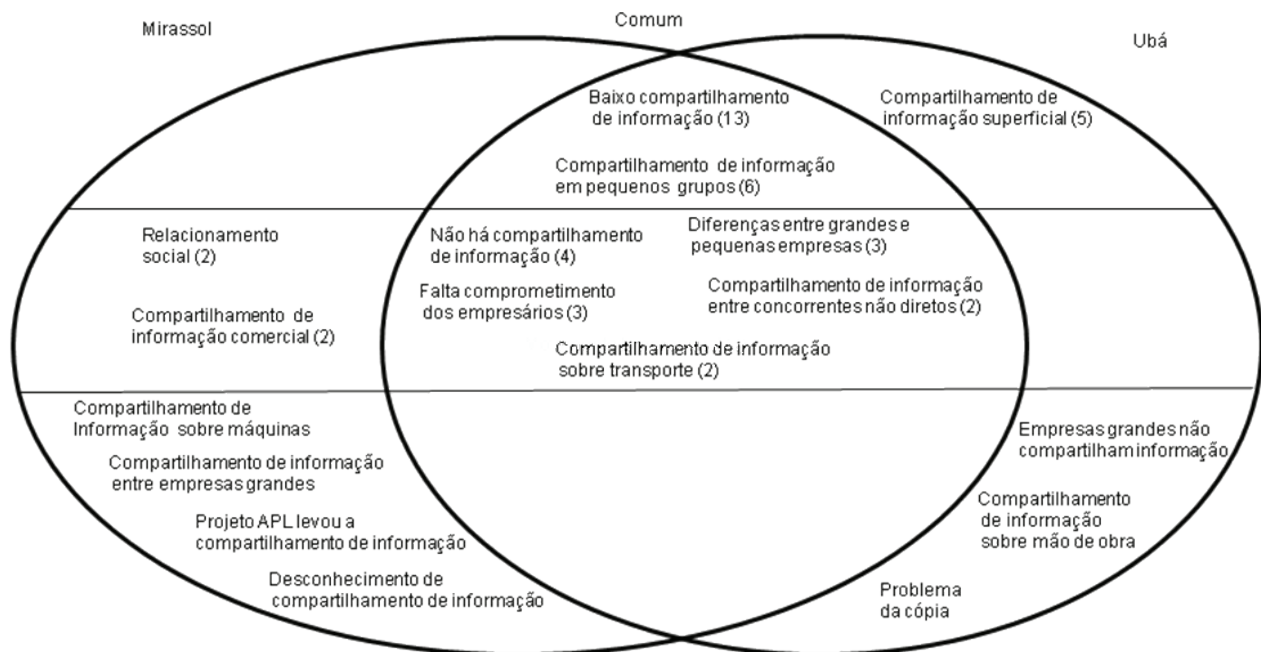 Mirassol
Comum
Ubá
Baixo compartilhamento
de informação (13)
Compartilhamento de
informação superficial (5)
Compartilhamento de informação
em pequenos grupos (6)
Relacionamento
social (2)
Não há compartilhamento
de informação (4)
Diferenças entre grandes e
pequenas empresas (3)
Compartilhamento de
informação comercial (2)
Falta comprometimento
dos empresários (3)
Compartilhamento de informação
entre concorrentes não diretos (2)
Compartilhamento de informação
sobre transporte (2)
Compartilhamento de
Informação sobre máquinas
Compartilhamento de informação
entre empresas grandes
Projeto APL levou a
compartilhamento de informação
Desconhecimento de
compartilhamento de informação
Empresas grandes não
compartilham informação
Compartilhamento
de informação
sobre mão de obra
Problema
da cópia